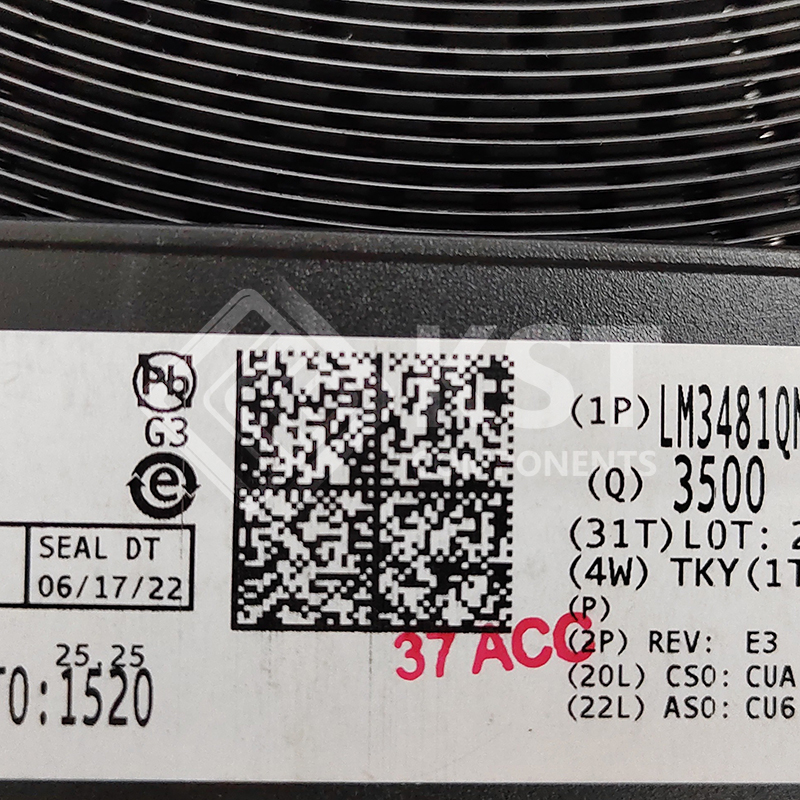 KST
COMPONENTS
Pb
G3
e
SEAL DT
06/17/22
25.25
TO:1520
37 ACC
(1P) LM3481QM
(Q) 3500
(31T)LOT: 2
(4W) TKY(1T
(P)
(2P) REV: E3
(20L) CSO: CUA
(22L) ASO: CU6